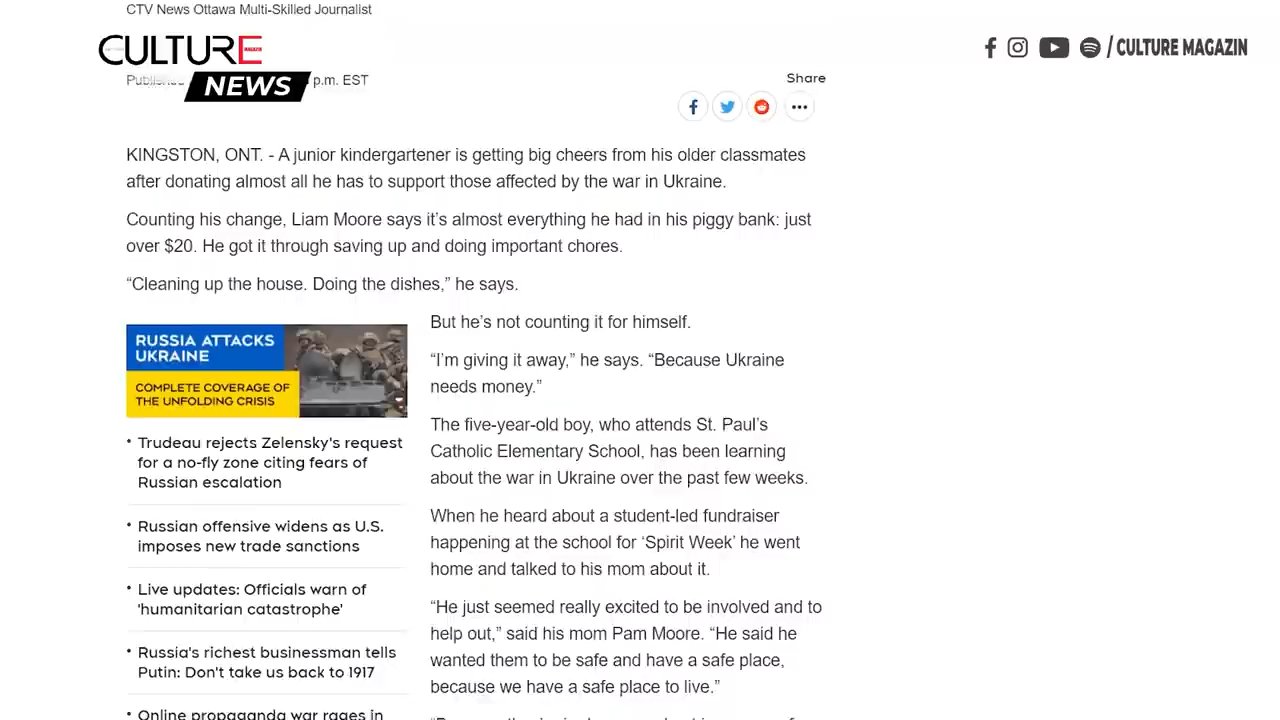 CTV News Ottawa Multi-Skilled Journalist
CULTURE
/ CULTURE MAGAZIN
NEWS
p.m. EST
Share
KINGSTON, ONT. - A junior kindergartener is getting big cheers from his older classmates
after donating almost all he has to support those affected by the war in Ukraine.
Counting his change, Liam Moore says it's almost everything he had in his piggy bank: just
over $20. He got it through saving up and doing important chores.
“Cleaning up the house. Doing the dishes,” he says.
RUSSIA ATTACKS
UKRAINE
COMPLETE COVERAGE OF
THE UNFOLDING CRISIS
• Trudeau rejects Zelensky's request
for a no-fly zone citing fears of
Russian escalation
• Russian offensive widens as U.S.
imposes new trade sanctions
• Live updates: Officials warn of
'humanitarian catastrophe'
• Russia's richest businessman tells
Putin: Don't take us back to 1917
• Online propaganda war rages in
But he’s not counting it for himself.
“I’m giving it away,” he says. “Because Ukraine
needs money.”
The five-year-old boy, who attends St. Paul’s
Catholic Elementary School, has been learning
about the war in Ukraine over the past few weeks.
When he heard about a student-led fundraiser
happening at the school for ‘Spirit Week’ he went
home and talked to his mom about it.
“He just seemed really excited to be involved and to
help out,” said his mom Pam Moore. “He said he
wanted them to be safe and have a safe place,
because we have a safe place to live.”